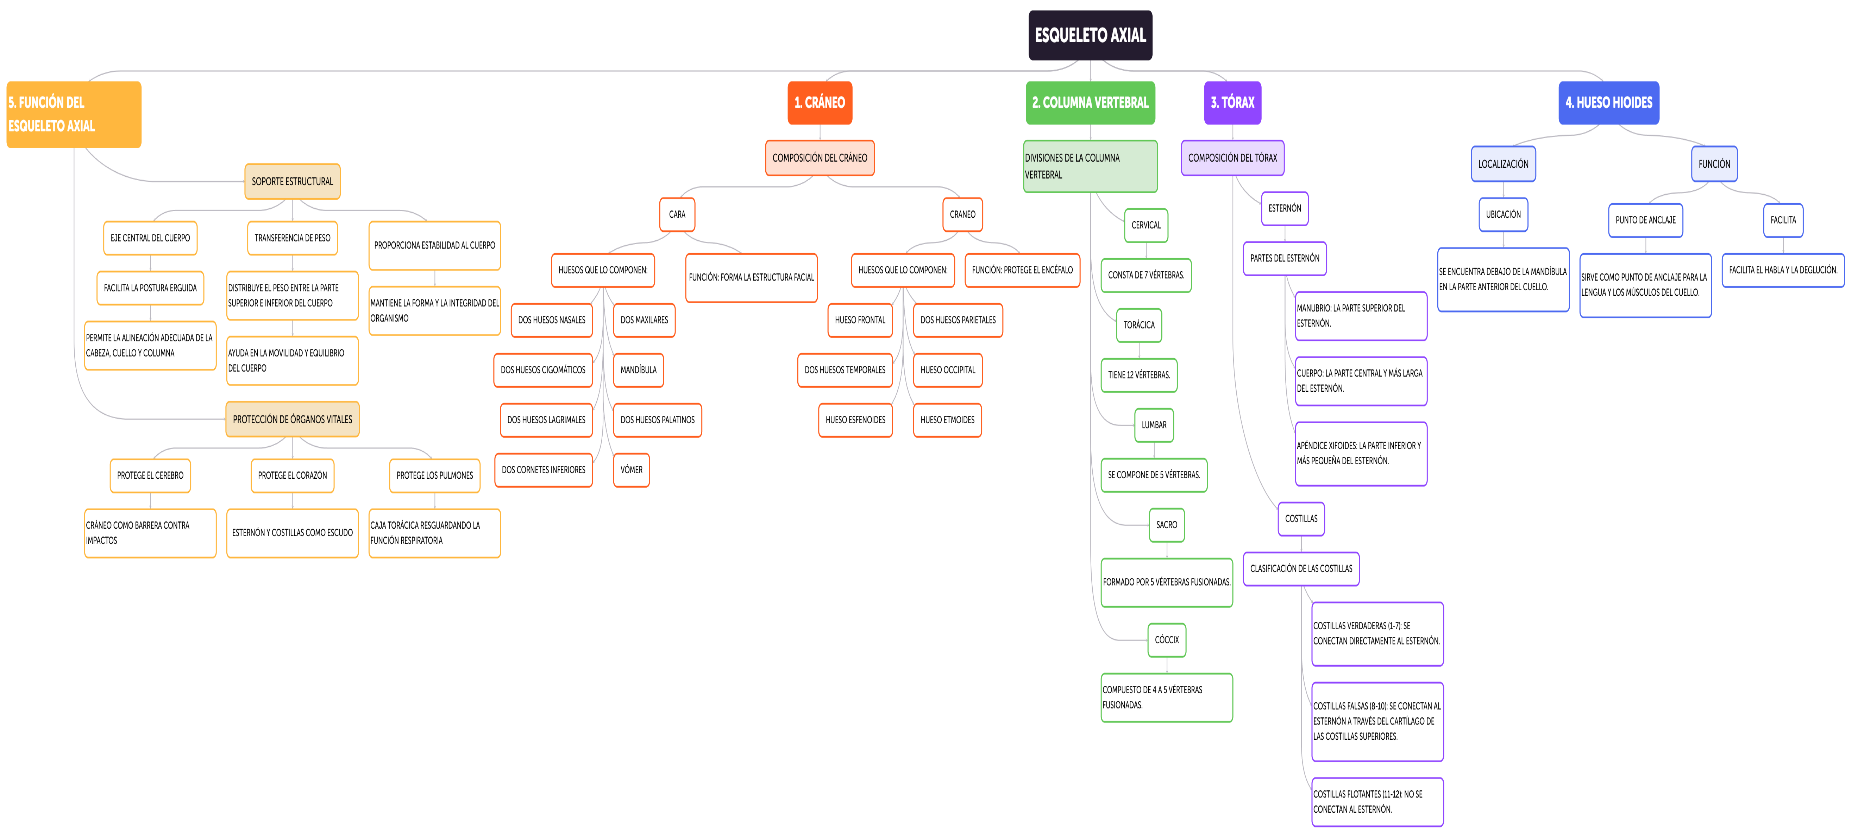 ESQUELETO AXIAL
5. FUNCIÓN DEL
ESQUELETO AXIAL
SOPORTE ESTRUCTURAL
EJE CENTRAL DEL CUERPO
FACILITA LA POSTURA ERGUIDA
PERMITE LA ALINEACIÓN ADECUADA DE LA
CABEZA, CUELLO Y COLUMNA
TRANSFERENCIA DE PESO
DISTRIBUYE EL PESO ENTRE LA PARTE
SUPERIOR E INFERIOR DEL CUERPO
AYUDA EN LA MOVILIDAD Y EQUILIBRIO
DEL CUERPO
PROPORCIONA ESTABILIDAD AL CUERPO
MANTIENE LA FORMA Y LA INTEGRIDAD DEL
ORGANISMO
PROTECCIÓN DE ÓRGANOS VITALES
PROTEGE EL CEREBRO
CRÁNEO COMO BARRERA CONTRA
IMPACTOS
PROTEGE EL CORAZÓN
ESTERNÓN Y COSTILLAS COMO ESCUDO
PROTEGE LOS PULMONES
CAJA TORÁCICA RESGUARDANDO LA
FUNCIÓN RESPIRATORIA
1. CRÁNEO
COMPOSICIÓN DEL CRÁNEO
CARA
HUESOS QUE LO COMPONEN:
DOS HUESOS NASALES
DOS MAXILARES
DOS HUESOS CIGOMÁTICOS
MANDÍBULA
DOS HUESOS LAGRIMALES
DOS HUESOS PALATINOS
DOS CORNETES INFERIORES
VÓMER
FUNCIÓN: FORMA LA ESTRUCTURA FACIAL
CRANEO
HUESOS QUE LO COMPONEN:
HUESO FRONTAL
DOS HUESOS PARIETALES
DOS HUESOS TEMPORALES
HUESO OCCIPITAL
HUESO ESFENOIDES
HUESO ETMOIDES
FUNCIÓN: PROTEGE EL ENCÉFALO
2. COLUMNA VERTEBRAL
DIVISIONES DE LA COLUMNA
VERTEBRAL
CERVICAL
CONSTA DE 7 VÉRTEBRAS.
TORÁCICA
TIENE 12 VÉRTEBRAS.
LUMBAR
SE COMPONE DE 5 VÉRTEBRAS.
SACRO
FORMADO POR 5 VÉRTEBRAS FUSIONADAS.
CÓCCIX
COMPUESTO DE 4 A 5 VÉRTEBRAS
FUSIONADAS.
3. TÓRAX
COMPOSICIÓN DEL TÓRAX
ESTERNÓN
PARTES DEL ESTERNÓN
MANUBRIO: LA PARTE SUPERIOR DEL
ESTERNÓN.
CUERPO: LA PARTE CENTRAL Y MÁS LARGA
DEL ESTERNÓN.
APÉNDICE XIFOIDES: LA PARTE INFERIOR Y
MÁS PEQUEÑA DEL ESTERNÓN.
COSTILLAS
CLASIFICACIÓN DE LAS COSTILLAS
COSTILLAS VERDADERAS (1-7): SE
CONECTAN DIRECTAMENTE AL ESTERNÓN.
COSTILLAS FALSAS (8-10): SE CONECTAN AL
ESTERNÓN A TRAVÉS DEL CARTÍLAGO DE
LAS COSTILLAS SUPERIORES.
COSTILLAS FLOTANTES (11-12): NO SE
CONECTAN AL ESTERNÓN.
4. HUESO HIOIDES
LOCALIZACIÓN
UBICACIÓN
SE ENCUENTRA DEBAJO DE LA MANDÍBULA
EN LA PARTE ANTERIOR DEL CUELLO.
FUNCIÓN
PUNTO DE ANCLAJE
SIRVE COMO PUNTO DE ANCLAJE PARA LA
LENGUA Y LOS MÚSCULOS DEL CUELLO.
FACILITA
FACILITA EL HABLA Y LA DEGLUCIÓN.